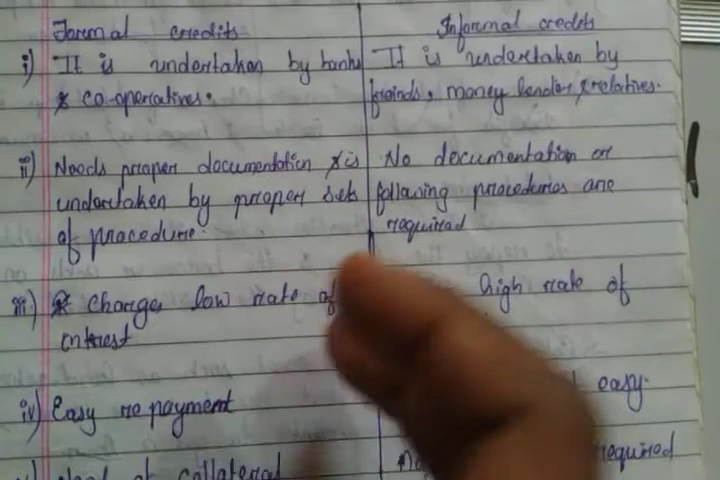 Formal credits
Informal credits
i) It is undertaken by banks
& co-operatives.
It is undertaken by
freinds, money lender, relatives.
ii) Needs proper documentation & is
undertaken by proper sets
of procedure.
No documentation or
following procedures are
required
iii) Charges low rate of
interest
high rate of
iv) Easy repayment
easy.
collateral
required